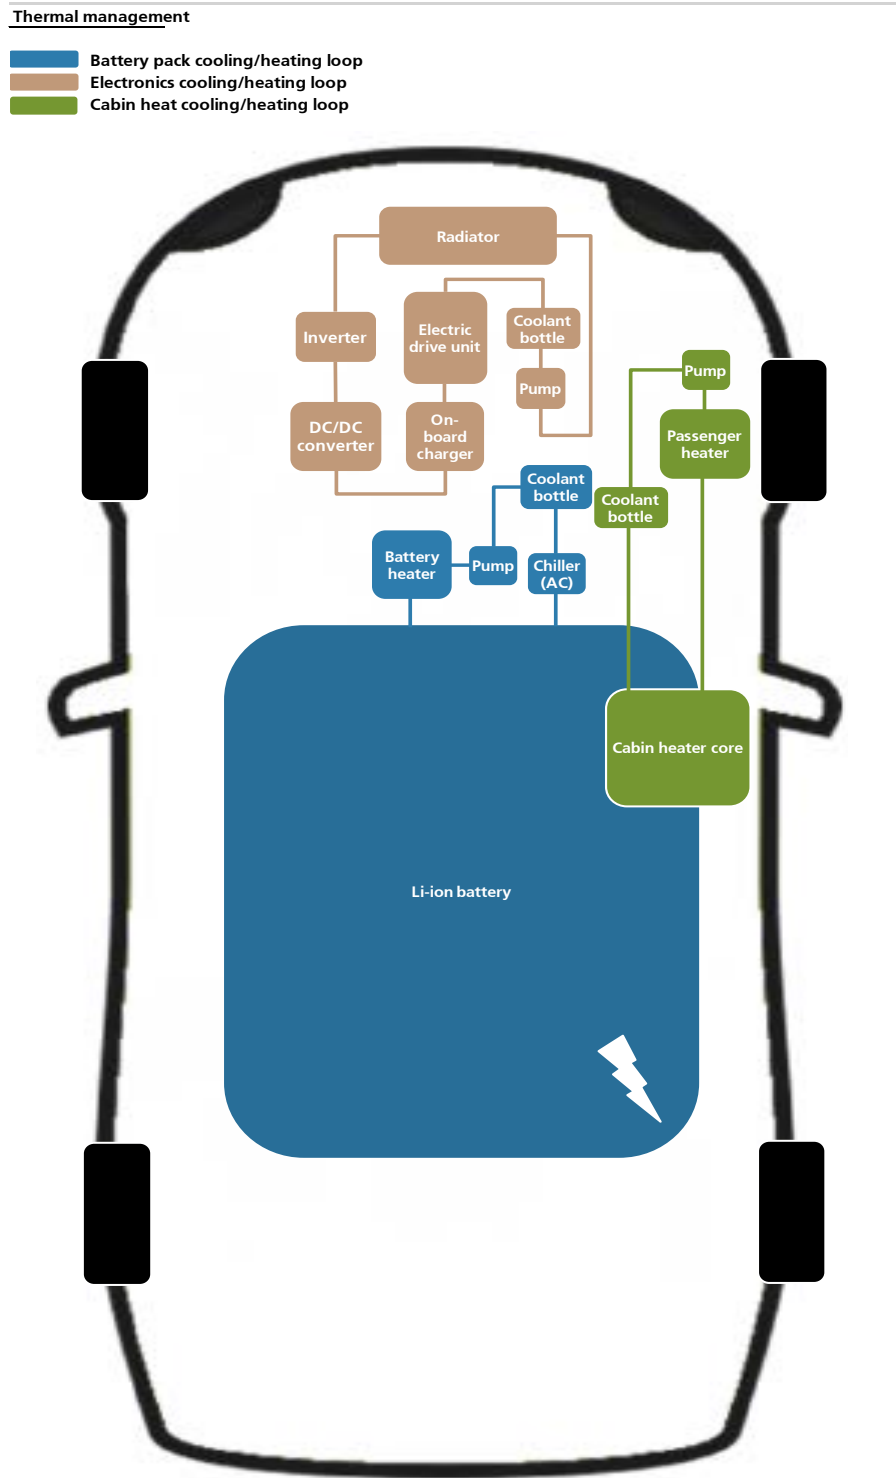 Thermal management
Battery pack cooling/heating loop
Electronics cooling/heating loop
Cabin heat cooling/heating loop
Radiator
Inverter
Electric
drive unit
Coolant
bottle
Pump
DC/DC
converter
On-
board
charger
Pump
Passenger
heater
Coolant
bottle
Coolant
bottle
Battery
heater
Pump
Chiller
(AC)
Cabin heater core
Li-ion battery